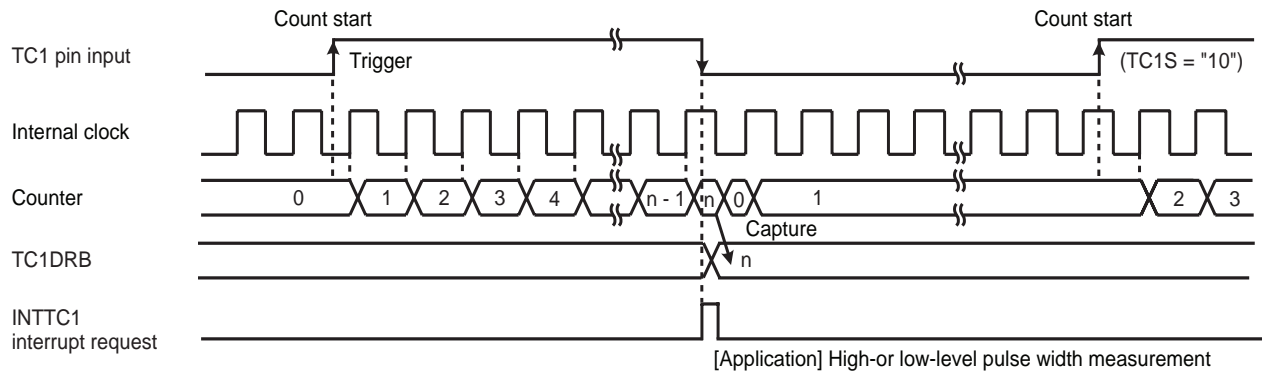 Count start
Count start
TC1 pin input
Trigger
(TC1S = "10")
Internal clock
Counter
0 1 2 3 4 n - 1 n 0 1 2 3
Capture
TC1DRB
n
INTTC1
interrupt request
[Application] High-or low-level pulse width measurement